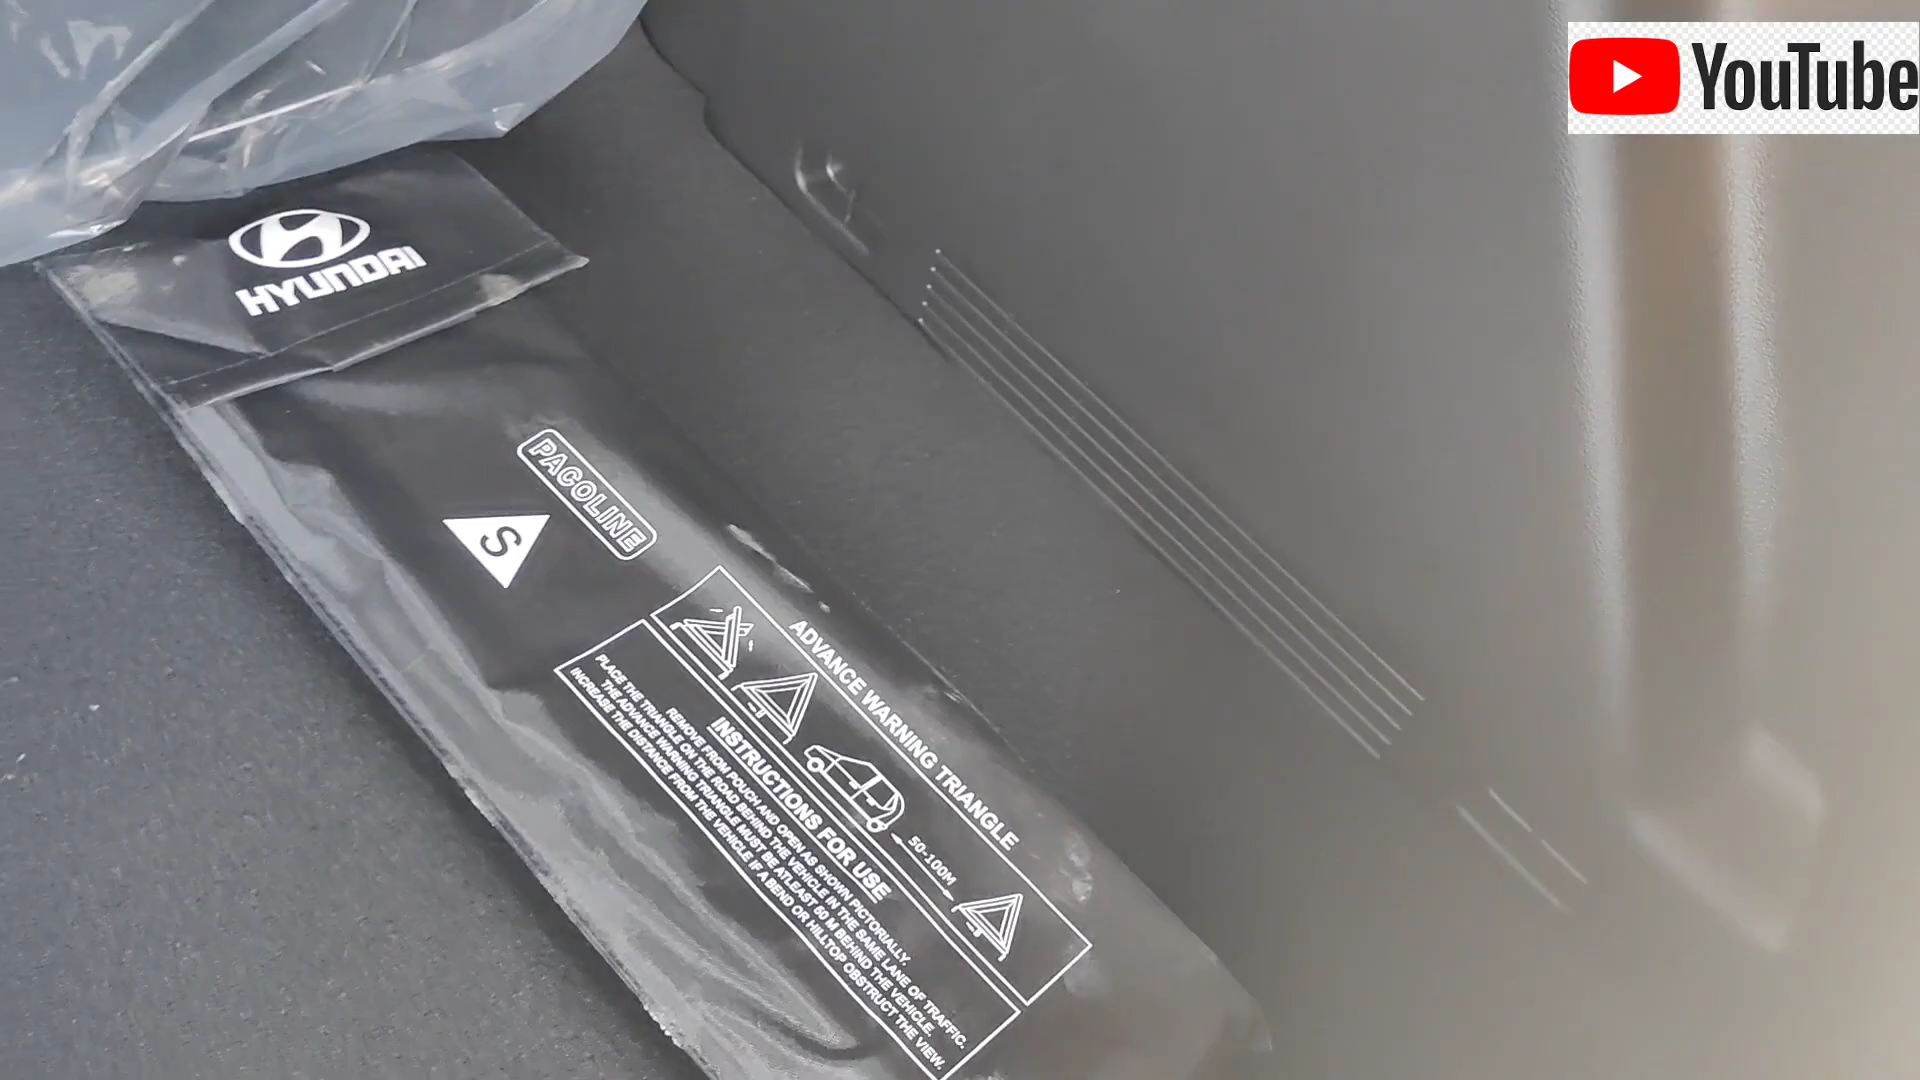 YouTube
HYUNDAI
PACOLINE
S
ADVANCE WARNING TRIANGLE
50-100M
INSTRUCTIONS FOR USE
REMOVE FROM POUCH AND OPEN AS SHOWN PICTORIALLY.
PLACE THE TRIANGLE ON THE ROAD BEHIND THE VEHICLE IN THE SAME LANE OF TRAFFIC.
THE ADVANCE WARNING TRIANGLE MUST BE ATLEAST 50 M BEHIND THE VEHICLE.
INCREASE THE DISTANCE FROM THE VEHICLE IF A BEND OR HILLTOP OBSTRUCT THE VIEW.